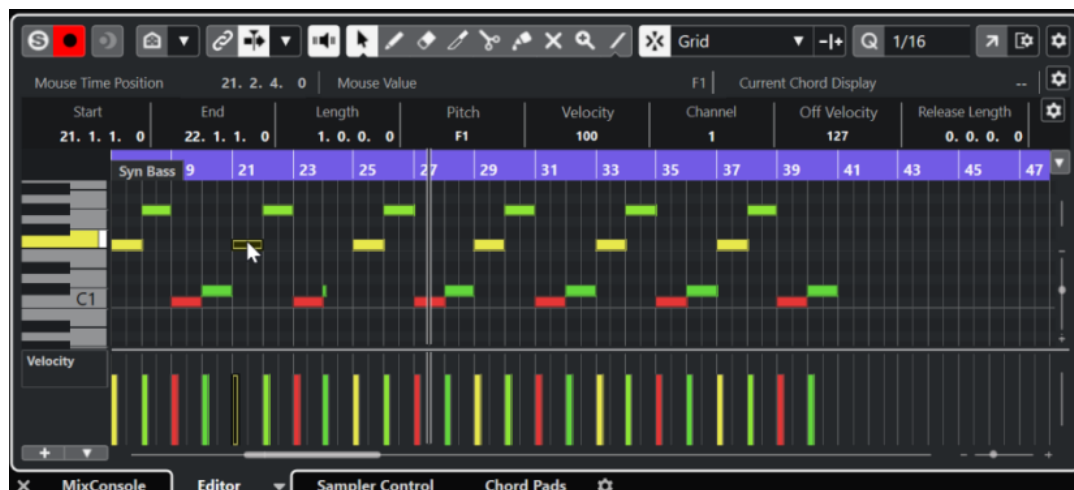 S Grid Q 1/16
Mouse Time Position 21. 2. 4. 0 Mouse Value F1 Current Chord Display --
Start End Length Pitch Velocity Channel Off Velocity Release Length
21. 1. 1. 0 22. 1. 1. 0 1. 0. 0. 0 F1 100 1 127 0. 0. 0. 0
Syn Bass 9 21 23 25 27 29 31 33 35 37 39 41 43 45 47
C1
Velocity
MixConsole Editor Sampler Control Chord Pads